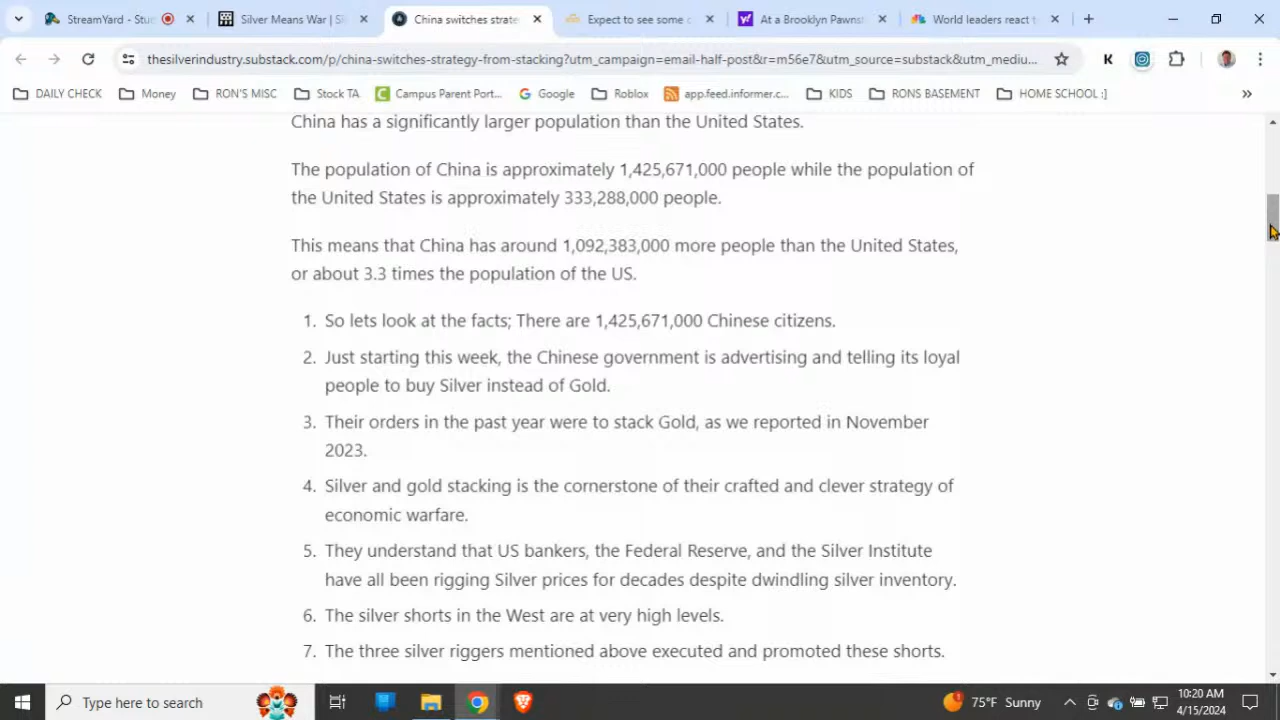 StreamYard - Stu
Silver Means War | Si
China switches strate
Expect to see some c
At a Brooklyn Pawnst
World leaders react t
thesilverindustry.substack.com/p/china-switches-strategy-from-stacking?utm_campaign=email-half-post&r=m56e7&utm_source=substack&utm_mediu...
K
DAILY CHECK
Money
RON'S MISC
Stock TA
Campus Parent Port...
Google
Roblox
app.feed.informer.c...
KIDS
RONS BASEMENT
HOME SCHOOL :]
China has a significantly larger population than the United States.
The population of China is approximately 1,425,671,000 people while the population of
the United States is approximately 333,288,000 people.
This means that China has around 1,092,383,000 more people than the United States,
or about 3.3 times the population of the US.
1. So lets look at the facts; There are 1,425,671,000 Chinese citizens.
2. Just starting this week, the Chinese government is advertising and telling its loyal
people to buy Silver instead of Gold.
3. Their orders in the past year were to stack Gold, as we reported in November
2023.
4. Silver and gold stacking is the cornerstone of their crafted and clever strategy of
economic warfare.
5. They understand that US bankers, the Federal Reserve, and the Silver Institute
have all been rigging Silver prices for decades despite dwindling silver inventory.
6. The silver shorts in the West are at very high levels.
7. The three silver riggers mentioned above executed and promoted these shorts.
Type here to search
75°F Sunny
10:20 AM
4/15/2024